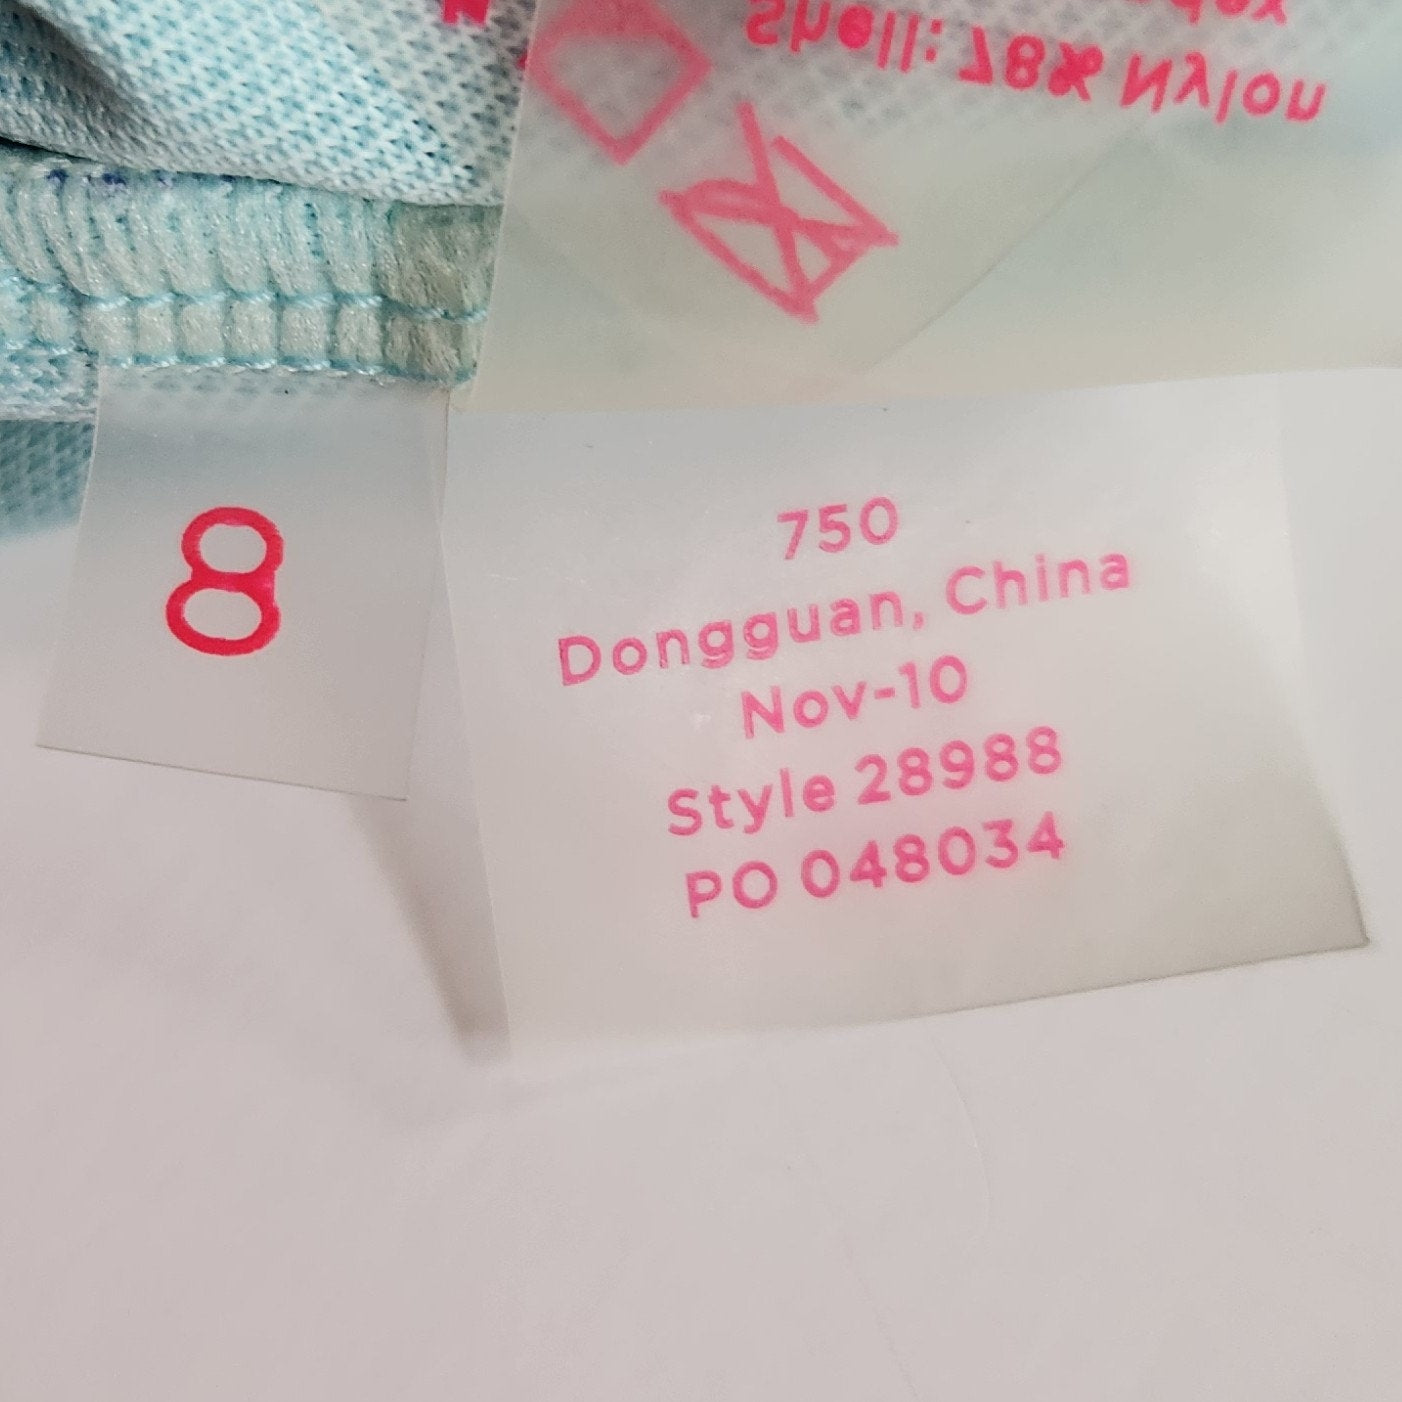 Shell: 78% Nylon
8
750
Dongguan, China
Nov-10
Style 28988
PO 048034